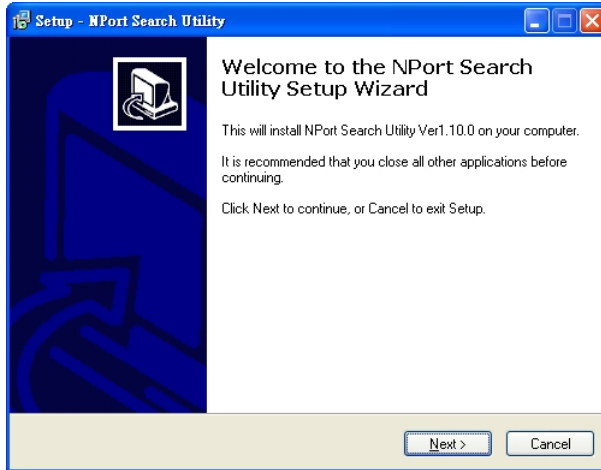 Setup - NPort Search Utility
Welcome to the NPort Search
Utility Setup Wizard
This will install NPort Search Utility Ver1.10.0 on your computer.
It is recommended that you close all other applications before
continuing.
Click Next to continue, or Cancel to exit Setup.
Next >
Cancel